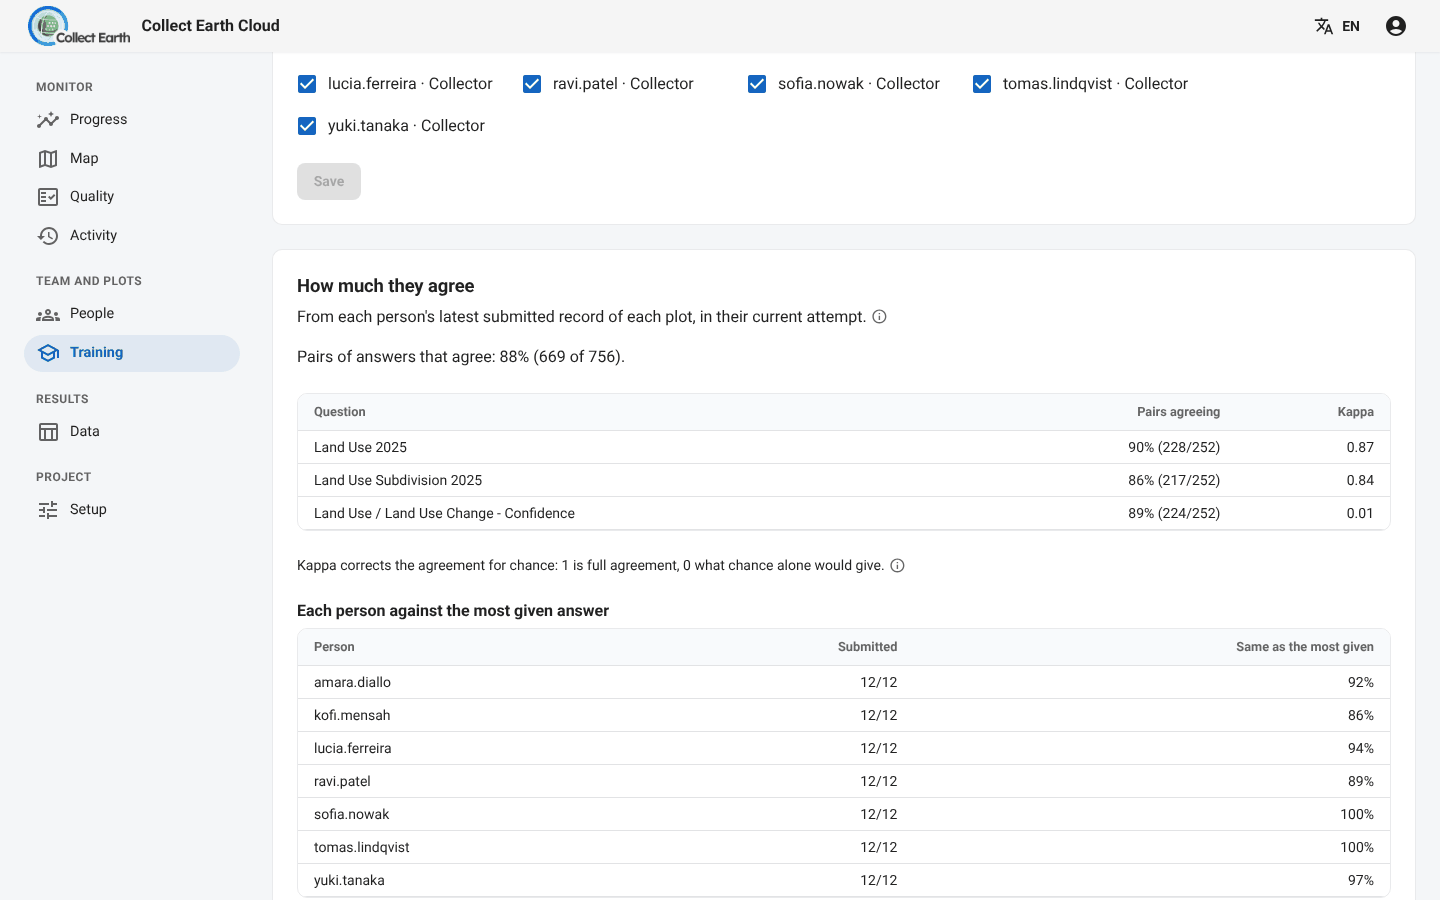 Collect Earth
Collect Earth Cloud
EN
MONITOR
Progress
Map
Quality
Activity
TEAM AND PLOTS
People
Training
RESULTS
Data
PROJECT
Setup
lucia.ferreira · Collector
ravi.patel · Collector
sofia.nowak · Collector
tomas.lindqvist · Collector
yuki.tanaka · Collector
Save
How much they agree
From each person's latest submitted record of each plot, in their current attempt.
Pairs of answers that agree: 88% (669 of 756).
Question Pairs agreeing Kappa
Land Use 2025 90% (228/252) 0.87
Land Use Subdivision 2025 86% (217/252) 0.84
Land Use / Land Use Change - Confidence 89% (224/252) 0.01
Kappa corrects the agreement for chance: 1 is full agreement, 0 what chance alone would give.
Each person against the most given answer
Person Submitted Same as the most given
amara.diallo 12/12 92%
kofi.mensah 12/12 86%
lucia.ferreira 12/12 94%
ravi.patel 12/12 89%
sofia.nowak 12/12 100%
tomas.lindqvist 12/12 100%
yuki.tanaka 12/12 97%